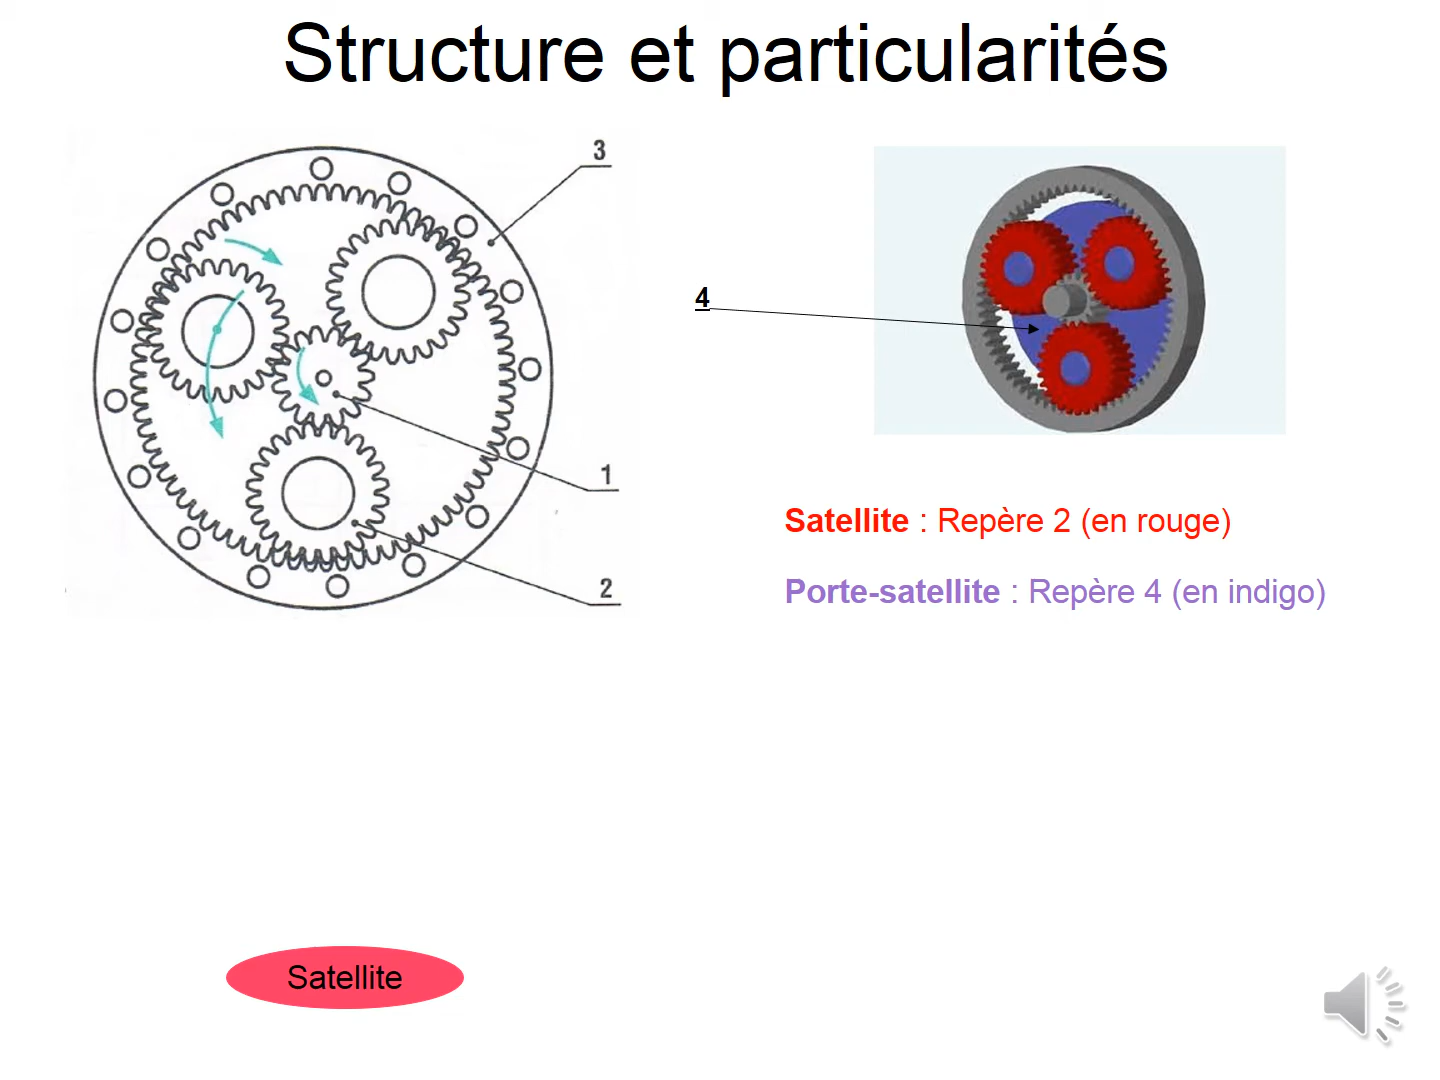 Structure et particularités
3
4
1
2
Satellite : Repère 2 (en rouge)
Porte-satellite : Repère 4 (en indigo)
Satellite